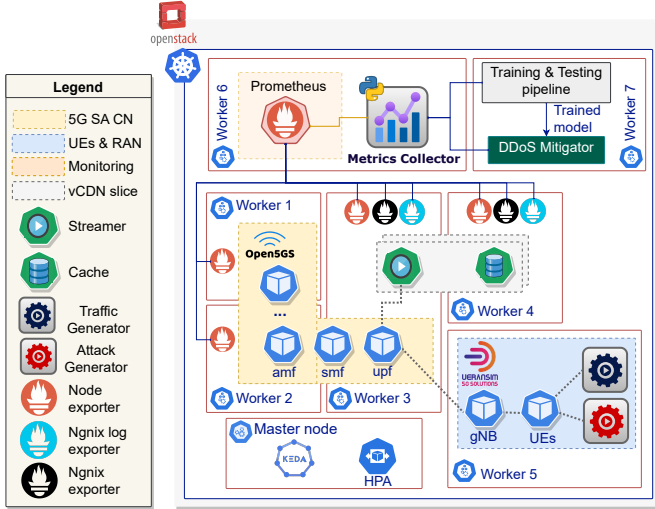 openstack
Legend
5G SA CN
UEs & RAN
Monitoring
vCDN slice
Streamer
Cache
Traffic
Generator
Attack
Generator
Node
exporter
Ngnix log
exporter
Ngnix
exporter
Worker 6
Prometheus
Metrics Collector
Training & Testing
pipeline
Trained
model
DDoS Mitigator
Worker 7
Worker 1
Open5GS
...
amf
smf
upf
Worker 2
Worker 3
Worker 4
UERANSIM
5G SOLUTIONS
gNB
UEs
Worker 5
Master node
KEDA
HPA